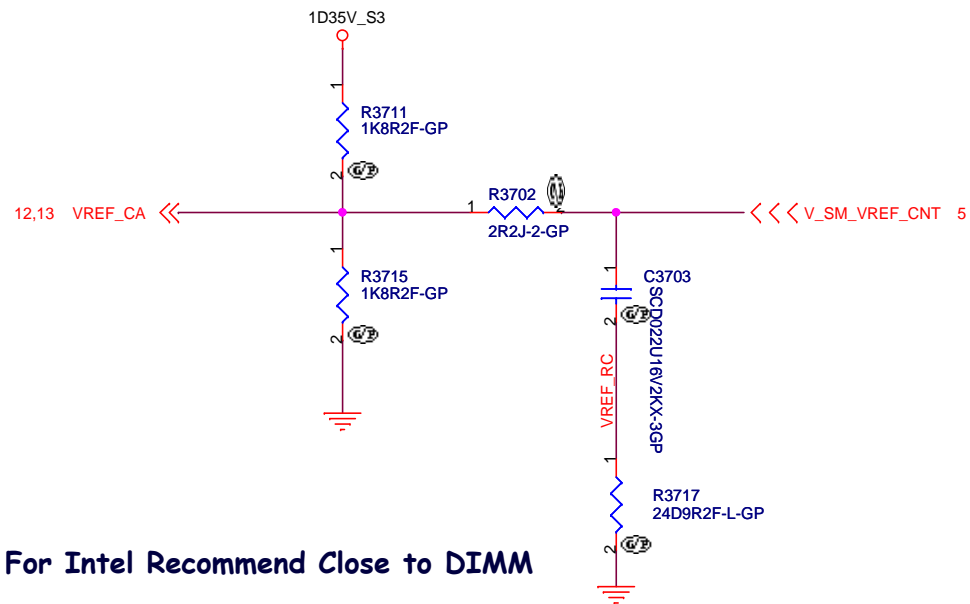 1D35V_S3
1
R3711
1K8R2F-GP
2
G/P
12,13 VREF_CA
1
R3702
2R2J-2-GP
V_SM_VREF_CNT 5
1
R3715
1K8R2F-GP
2
G/P
1
C3703
SCD022U16V2KX-3GP
2
G/P
VREF_RC
1
R3717
24D9R2F-L-GP
2
G/P
For Intel Recommend Close to DIMM